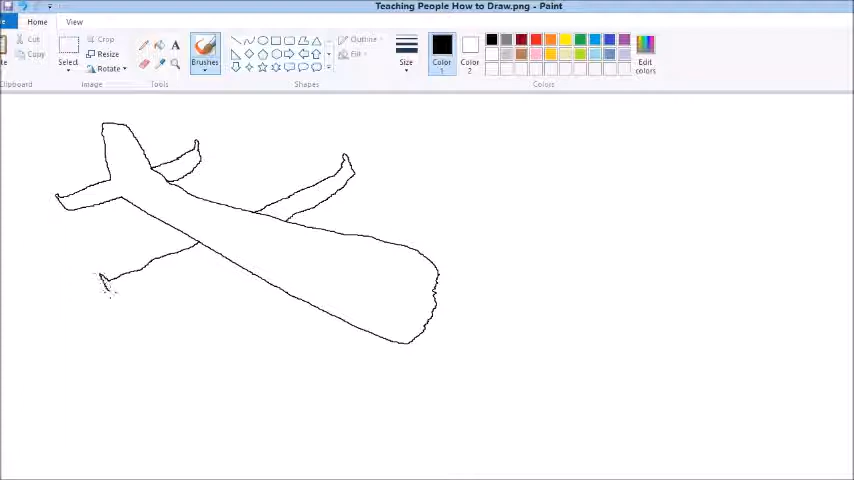 Teaching People How to Draw.png - Paint
Home View
Cut
Copy
Clipboard
Select
Crop
Resize
Rotate
Image
A
Tools
Brushes
Shapes
Outline
Fill
Size
Color 1
Color 2
Edit colors
Colors